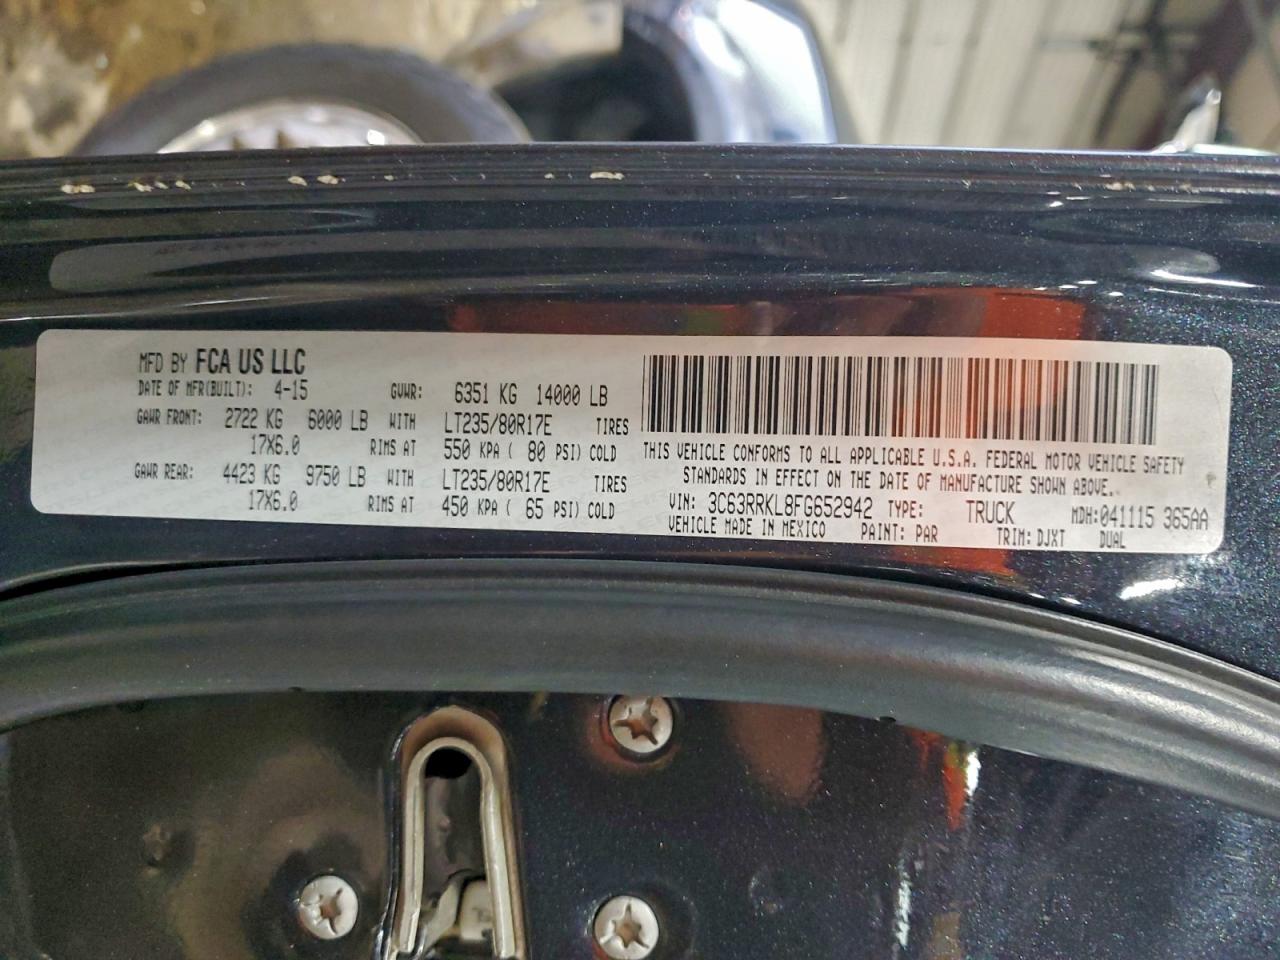 MFD BY FCA US LLC
DATE OF MFR(BUILT): 4-15 GVWR: 6351 KG 14000 LB
GAWR FRONT: 2722 KG 6000 LB WITH LT235/80R17E TIRES
17X6.0 RIMS AT 550 KPA ( 80 PSI) COLD
GAWR REAR: 4423 KG 9750 LB WITH LT235/80R17E TIRES
17X6.0 RIMS AT 450 KPA ( 65 PSI) COLD
THIS VEHICLE CONFORMS TO ALL APPLICABLE U.S.A. FEDERAL MOTOR VEHICLE SAFETY
STANDARDS IN EFFECT ON THE DATE OF MANUFACTURE SHOWN ABOVE.
VIN: 3C63RRKL8FG652942 TYPE: TRUCK MDH:041115 365AA
VEHICLE MADE IN MEXICO PAINT: PAR TRIM: DJXT DUAL